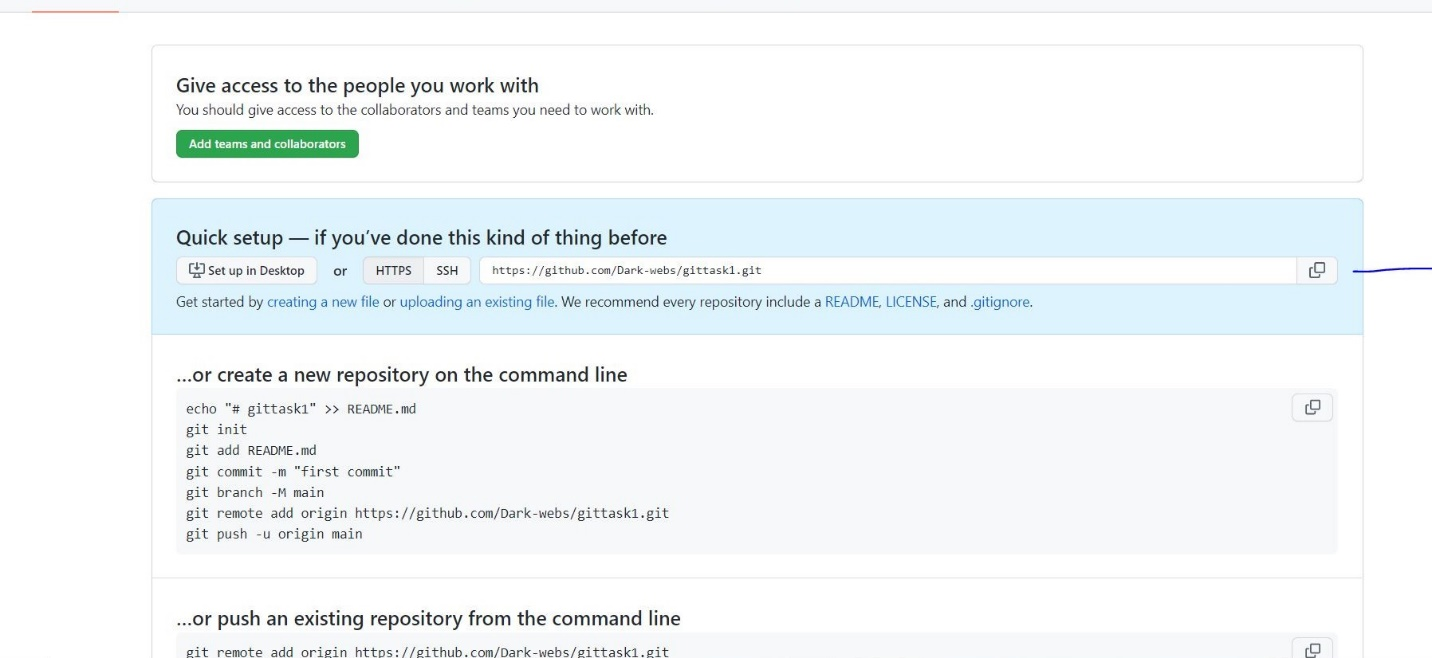 Give access to the people you work with
You should give access to the collaborators and teams you need to work with.
Add teams and collaborators
Quick setup — if you’ve done this kind of thing before
Set up in Desktop or HTTPS SSH https://github.com/Dark-webs/gittask1.git
Get started by creating a new file or uploading an existing file. We recommend every repository include a README, LICENSE, and .gitignore.
...or create a new repository on the command line
echo "# gittask1" >> README.md
git init
git add README.md
git commit -m "first commit"
git branch -M main
git remote add origin https://github.com/Dark-webs/gittask1.git
git push -u origin main
...or push an existing repository from the command line
git remote add origin https://github.com/Dark-webs/gittask1.git